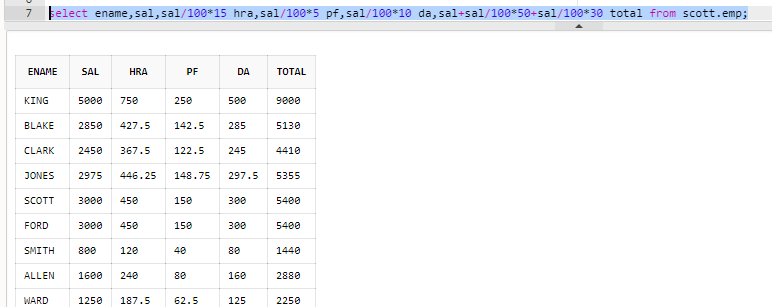 7 select ename,sal,sal/100*15 hra,sal/100*5 pf,sal/100*10 da,sal+sal/100*50+sal/100*30 total from scott.emp;
ENAME SAL HRA PF DA TOTAL
KING 5000 750 250 500 9000
BLAKE 2850 427.5 142.5 285 5130
CLARK 2450 367.5 122.5 245 4410
JONES 2975 446.25 148.75 297.5 5355
SCOTT 3000 450 150 300 5400
FORD 3000 450 150 300 5400
SMITH 800 120 40 80 1440
ALLEN 1600 240 80 160 2880
WARD 1250 187.5 62.5 125 2250